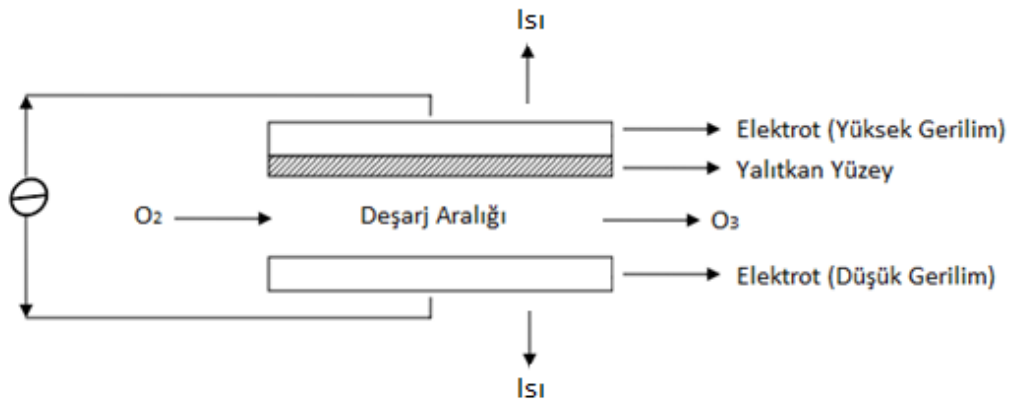 Isı
Elektrot (Yüksek Gerilim)
Yalıtkan Yüzey
O₂
Deşarj Aralığı
O₃
Elektrot (Düşük Gerilim)
Isı